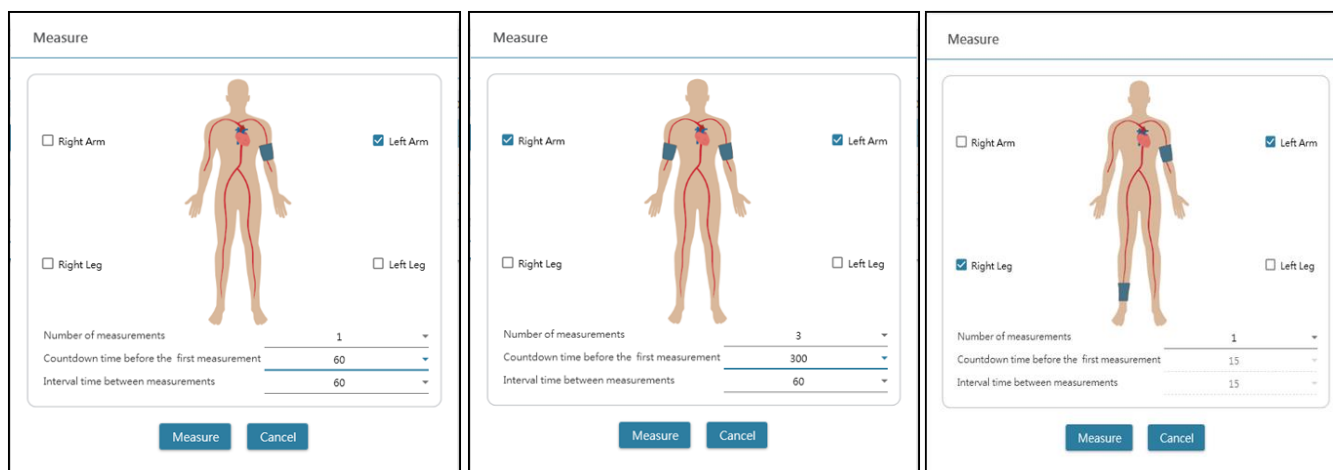 Measure
Right Arm
Left Arm
Right Leg
Left Leg
Number of measurements 1
Countdown time before the first measurement 60
Interval time between measurements 60
Measure Cancel
Measure
Right Arm
Left Arm
Right Leg
Left Leg
Number of measurements 3
Countdown time before the first measurement 300
Interval time between measurements 60
Measure Cancel
Measure
Right Arm
Left Arm
Right Leg
Left Leg
Number of measurements 1
Countdown time before the first measurement 15
Interval time between measurements 15
Measure Cancel